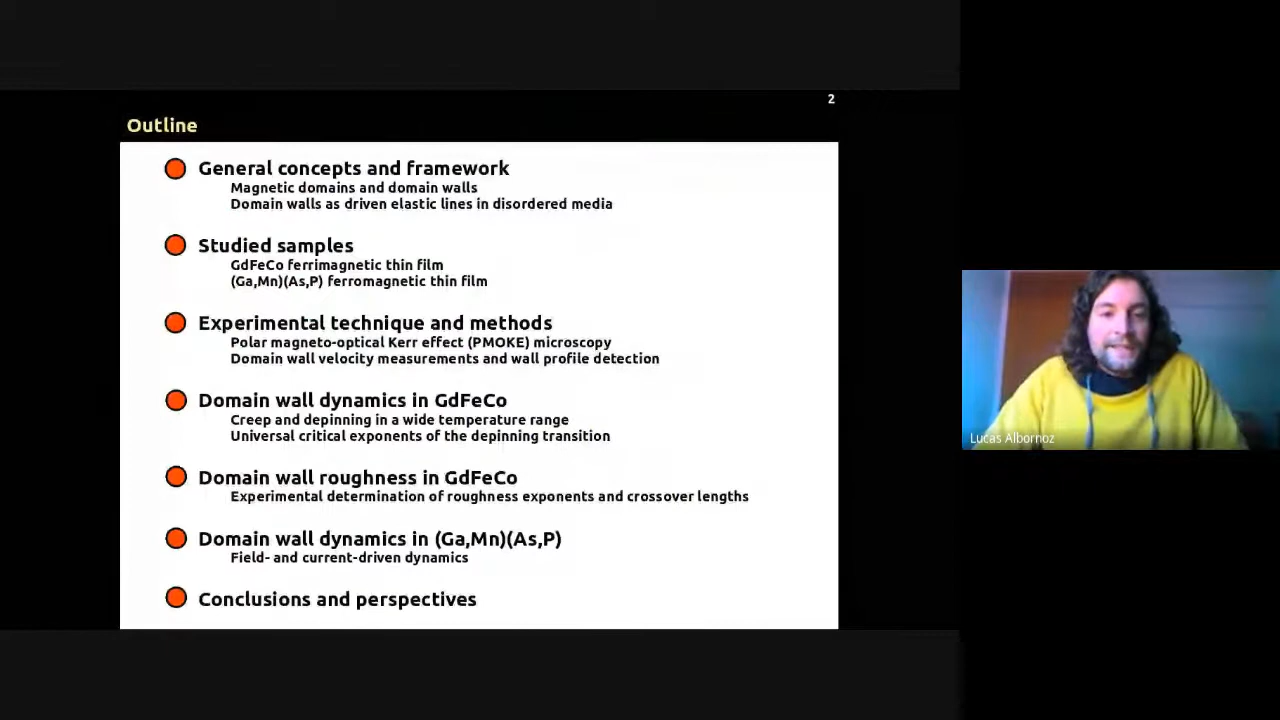 2
Outline
General concepts and framework
Magnetic domains and domain walls
Domain walls as driven elastic lines in disordered media
Studied samples
GdFeCo ferrimagnetic thin film
(Ga,Mn)(As,P) ferromagnetic thin film
Experimental technique and methods
Polar magneto-optical Kerr effect (PMOKE) microscopy
Domain wall velocity measurements and wall profile detection
Domain wall dynamics in GdFeCo
Creep and depinning in a wide temperature range
Universal critical exponents of the depinning transition
Domain wall roughness in GdFeCo
Experimental determination of roughness exponents and crossover lengths
Domain wall dynamics in (Ga,Mn)(As,P)
Field- and current-driven dynamics
Conclusions and perspectives
Lucas Albornoz